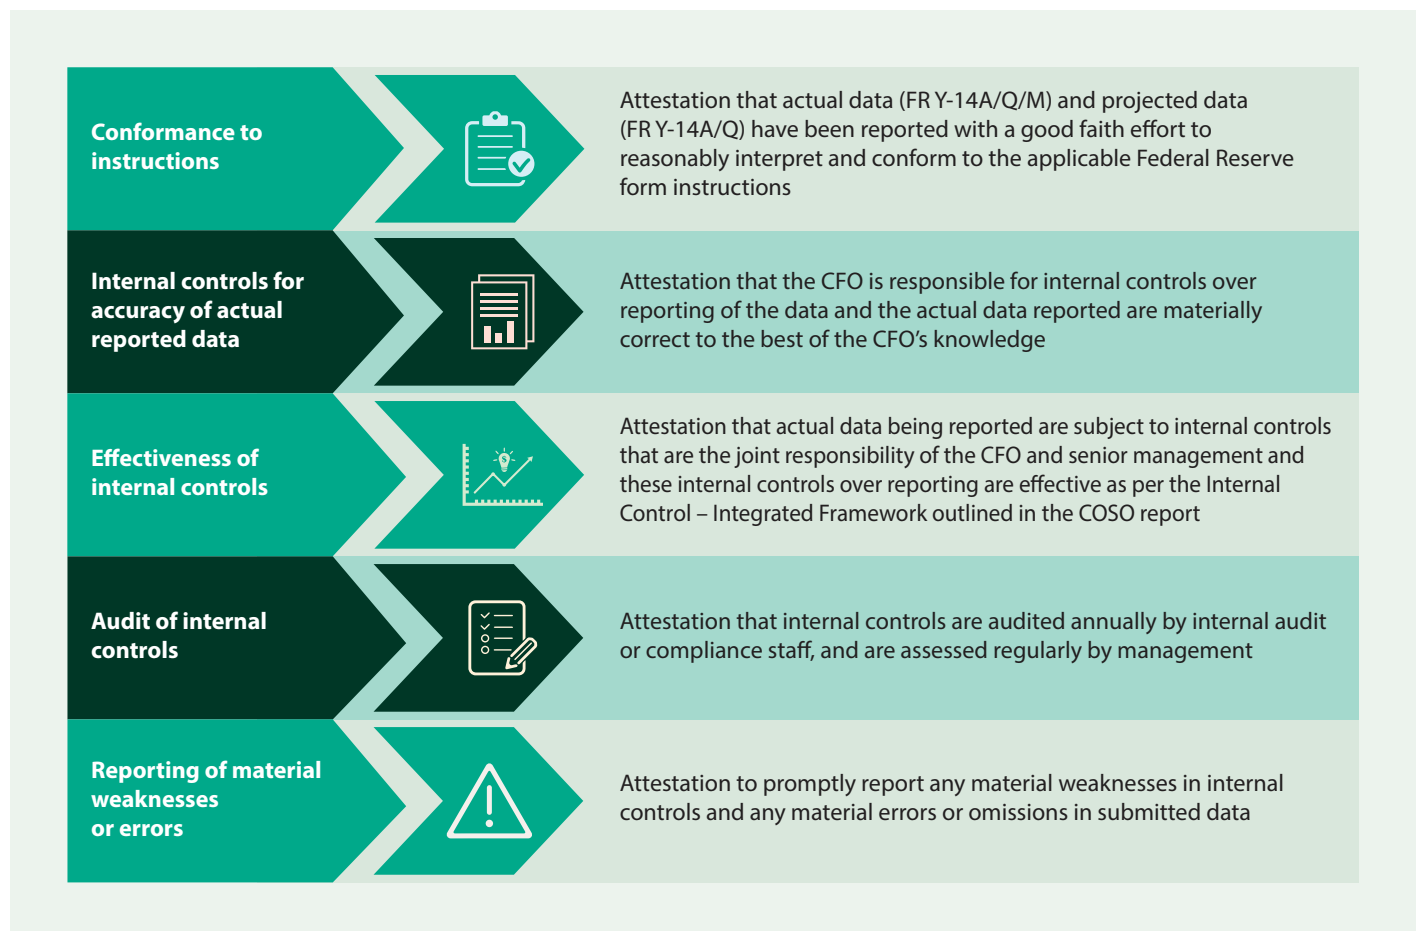 Conformance to
instructions
Attestation that actual data (FR Y-14A/Q/M) and projected data
(FR Y-14A/Q) have been reported with a good faith effort to
reasonably interpret and conform to the applicable Federal Reserve
form instructions
Internal controls for
accuracy of actual
reported data
Attestation that the CFO is responsible for internal controls over
reporting of the data and the actual data reported are materially
correct to the best of the CFO’s knowledge
Effectiveness of
internal controls
Attestation that actual data being reported are subject to internal controls
that are the joint responsibility of the CFO and senior management and
these internal controls over reporting are effective as per the Internal
Control – Integrated Framework outlined in the COSO report
Audit of internal
controls
Attestation that internal controls are audited annually by internal audit
or compliance staff, and are assessed regularly by management
Reporting of material
weaknesses
or errors
Attestation to promptly report any material weaknesses in internal
controls and any material errors or omissions in submitted data